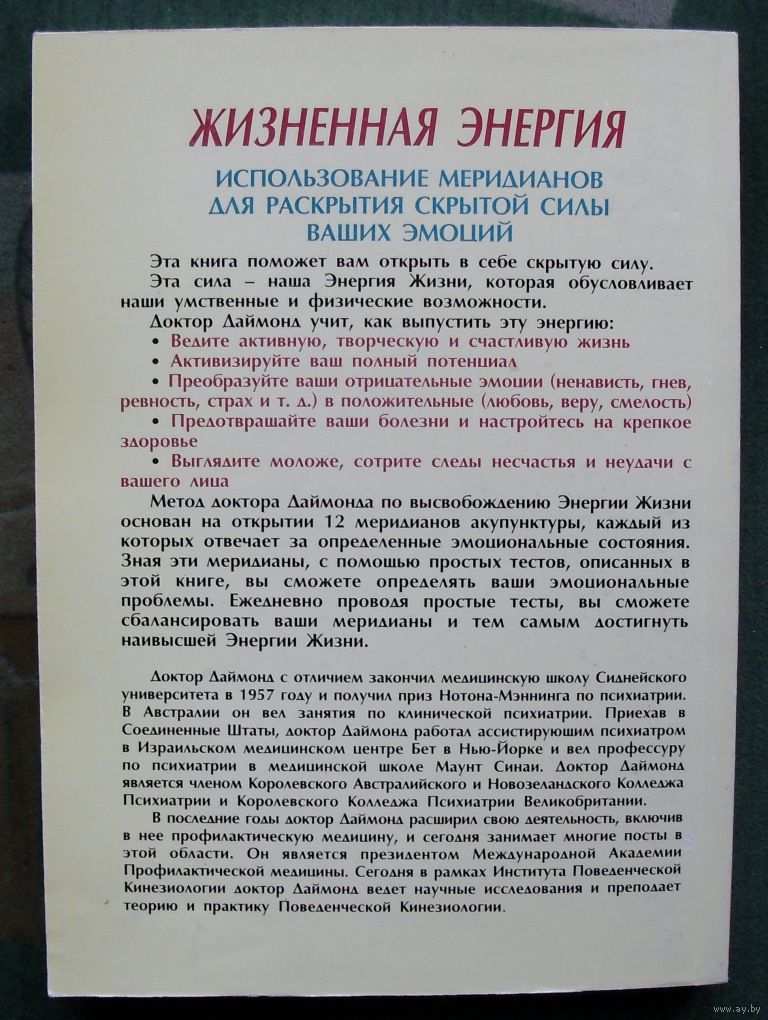 ЖИЗНЕННАЯ ЭНЕРГИЯ
ИСПОЛЬЗОВАНИЕ МЕРИДИАНОВ
ДЛЯ РАСКРЫТИЯ СКРЫТОЙ СИЛЫ
ВАШИХ ЭМОЦИЙ
Эта книга поможет вам открыть в себе скрытую силу.
Эта сила – наша Энергия Жизни, которая обусловливает
наши умственные и физические возможности.
Доктор Даймонд учит, как выпустить эту энергию:
• Ведите активную, творческую и счастливую жизнь
• Активизируйте ваш полный потенциал
• Преобразуйте ваши отрицательные эмоции (ненависть, гнев,
ревность, страх и т. д.) в положительные (любовь, веру, смелость)
• Предотвращайте ваши болезни и настройтесь на крепкое
здоровье
• Выглядите моложе, сотрите следы несчастья и неудачи с
вашего лица
Метод доктора Даймонда по высвобождению Энергии Жизни
основан на открытии 12 меридианов акупунктуры, каждый из
которых отвечает за определенные эмоциональные состояния.
Зная эти меридианы, с помощью простых тестов, описанных в
этой книге, вы сможете определять ваши эмоциональные
проблемы. Ежедневно проводя простые тесты, вы сможете
сбалансировать ваши меридианы и тем самым достигнуть
наивысшей Энергии Жизни.
Доктор Даймонд с отличием закончил медицинскую школу Сиднейского
университета в 1957 году и получил приз Нотона-Мэннинга по психиатрии.
В Австралии он вел занятия по клинической психиатрии. Приехав в
Соединенные Штаты, доктор Даймонд работал ассистирующим психиатром
в Израильском медицинском центре Бет в Нью-Йорке и вел профессуру
по психиатрии в медицинской школе Маунт Синаи. Доктор Даймонд
является членом Королевского Австралийского и Новозеландского Колледжа
Психиатрии и Королевского Колледжа Психиатрии Великобритании.
В последние годы доктор Даймонд расширил свою деятельность, включив
в нее профилактическую медицину, и сегодня занимает многие посты в
этой области. Он является президентом Международной Академии
Профилактической медицины. Сегодня в рамках Института Поведенческой
Кинезиологии доктор Даймонд ведет научные исследования и преподает
теорию и практику Поведенческой Кинезиологии.
www.ay.by